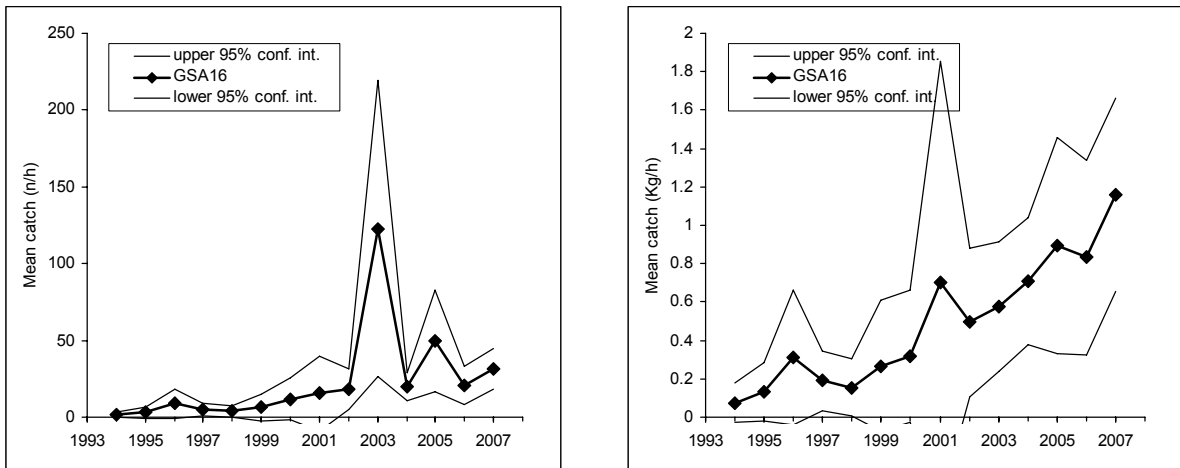 250
200
150
100
50
0
Mean catch (n/h)
upper 95% conf. int.
GSA16
lower 95% conf. int.
1993 1995 1997 1999 2001 2003 2005 2007
2
1.8
1.6
1.4
1.2
1
0.8
0.6
0.4
0.2
0
Mean catch (Kg/h)
upper 95% conf. int.
GSA16
lower 95% conf. int.
1993 1995 1997 1999 2001 2003 2005 2007